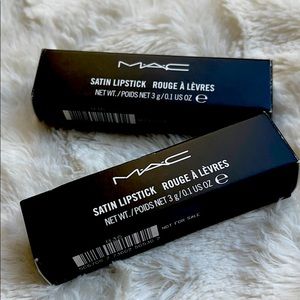 MAC
SATIN LIPSTICK ROUGE À LÈVRES
NET WT./POIDS NET 3 g/0.1 US OZ ℮
MAC
SATIN LIPSTICK ROUGE À LÈVRES
NET WT./POIDS NET 3 g/0.1 US OZ ℮
NOT FOR SALE